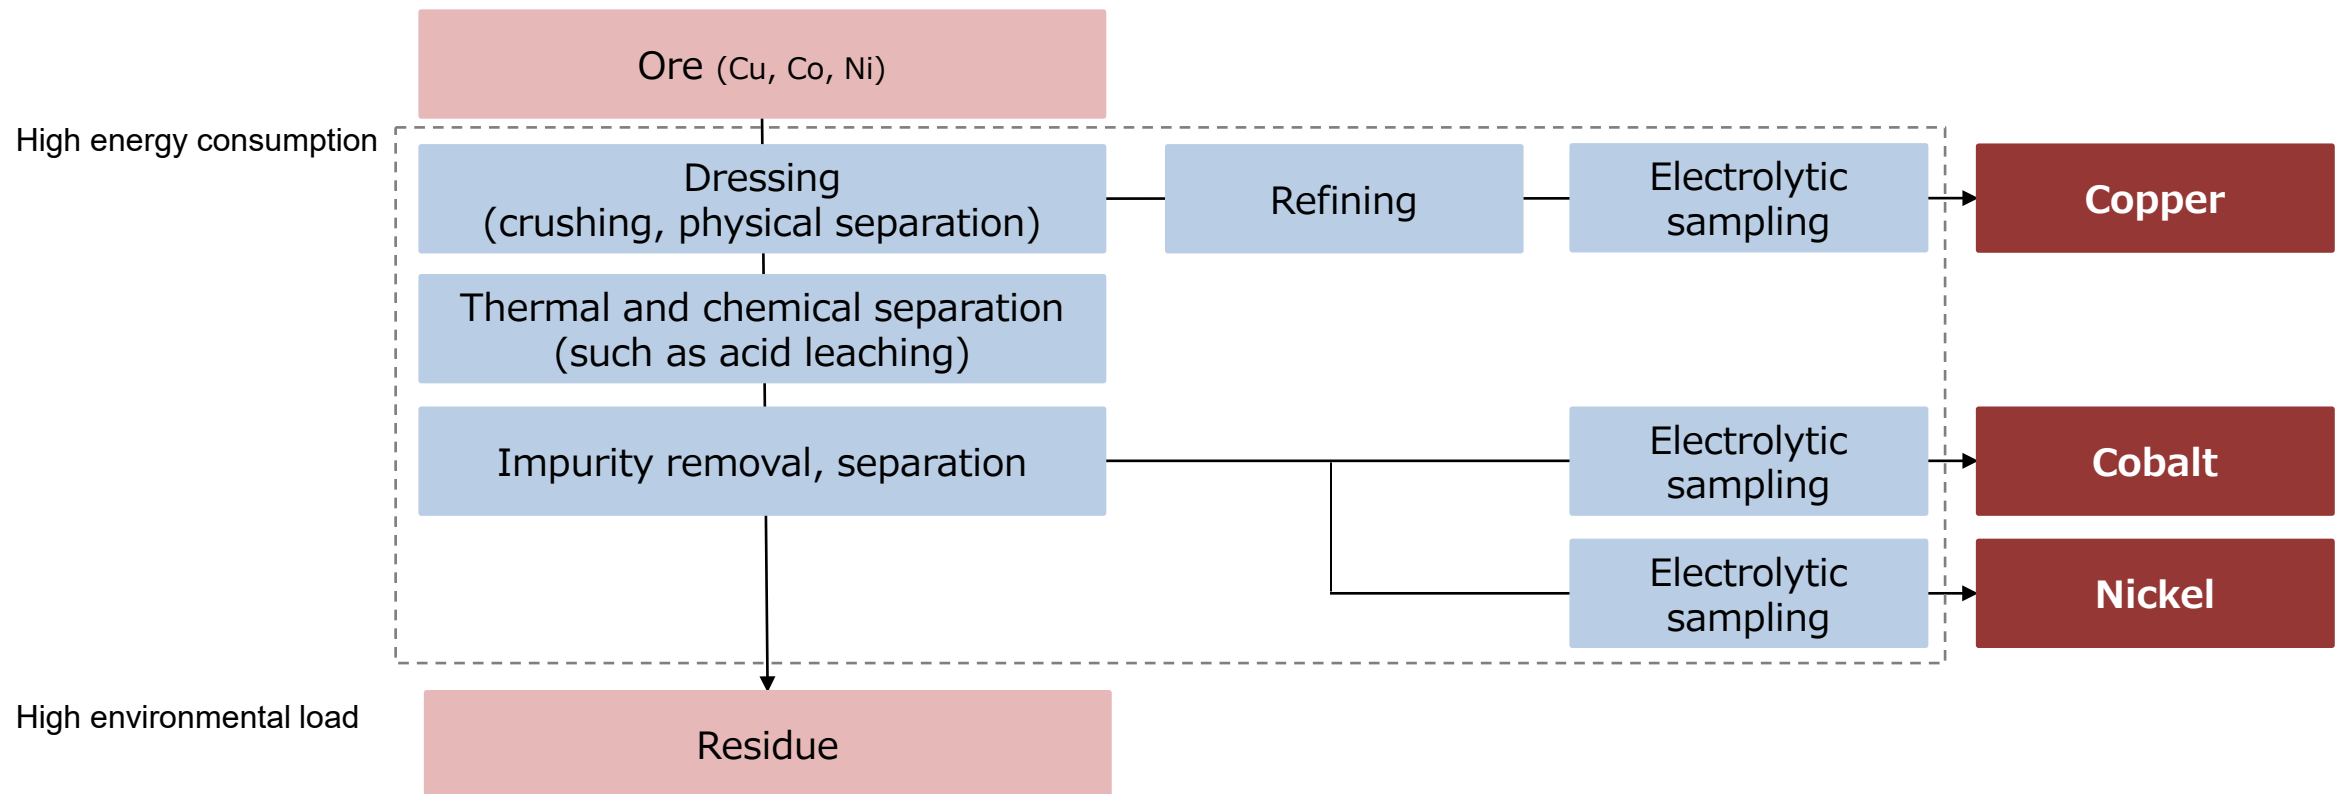 Ore (Cu, Co, Ni)
High energy consumption
Dressing
(crushing, physical separation)
Refining
Electrolytic
sampling
Copper
Thermal and chemical separation
(such as acid leaching)
Impurity removal, separation
Electrolytic
sampling
Cobalt
Electrolytic
sampling
Nickel
High environmental load
Residue